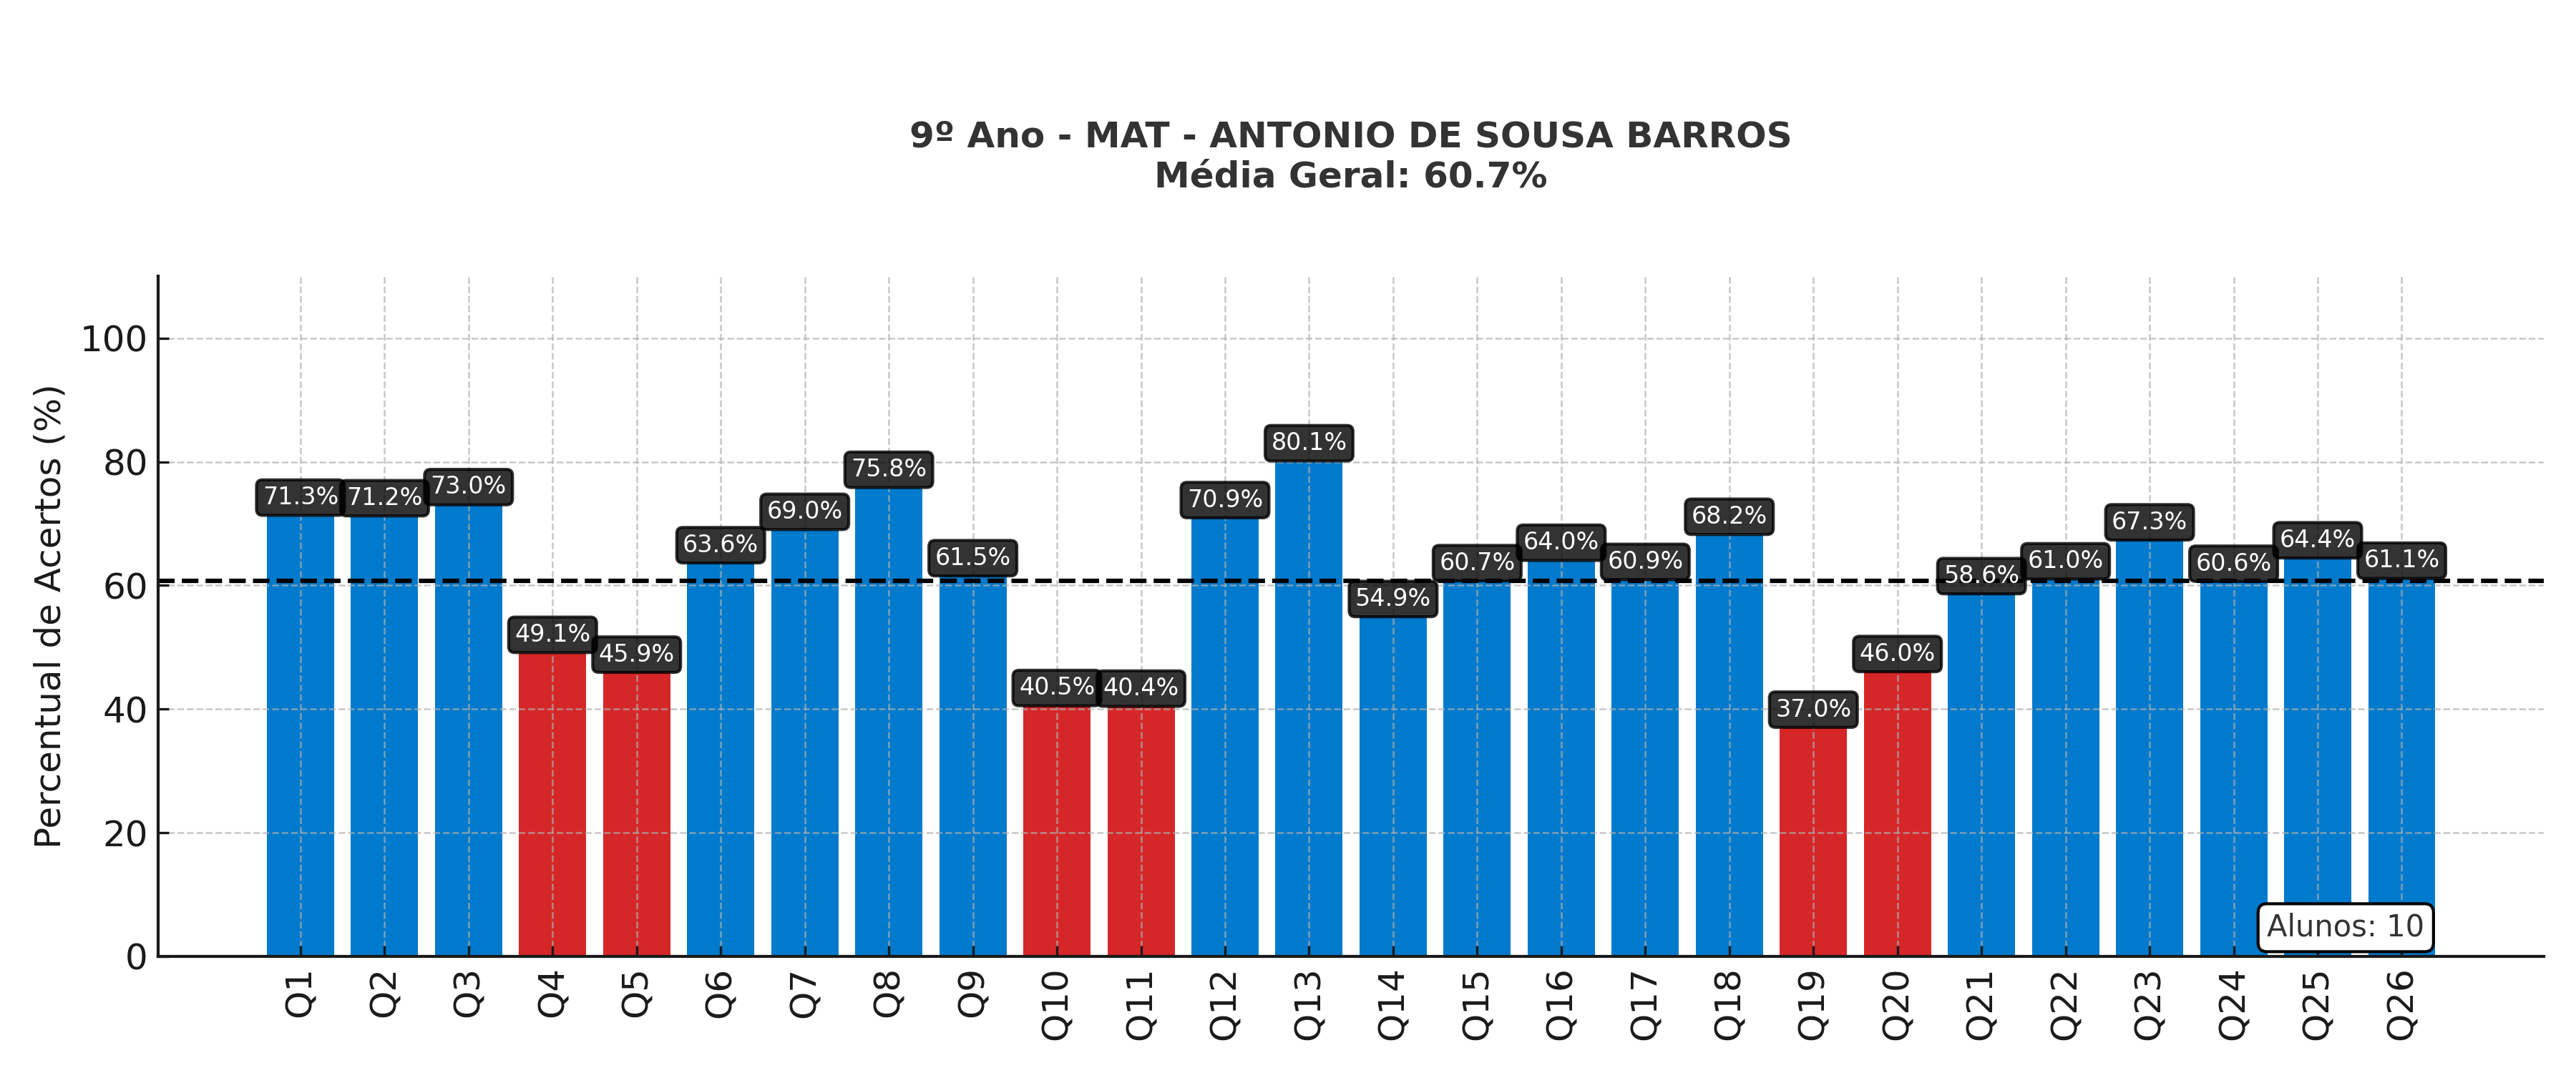 9º Ano - MAT - ANTONIO DE SOUSA BARROS
Média Geral: 60.7%
Percentual de Acertos (%)
100
80
60
40
20
0
71.3%
71.2%
73.0%
49.1%
45.9%
63.6%
69.0%
75.8%
61.5%
40.5%
40.4%
70.9%
80.1%
54.9%
60.7%
64.0%
60.9%
68.2%
37.0%
46.0%
58.6%
61.0%
67.3%
60.6%
64.4%
61.1%
Alunos: 10
Q1
Q2
Q3
Q4
Q5
Q6
Q7
Q8
Q9
Q10
Q11
Q12
Q13
Q14
Q15
Q16
Q17
Q18
Q19
Q20
Q21
Q22
Q23
Q24
Q25
Q26